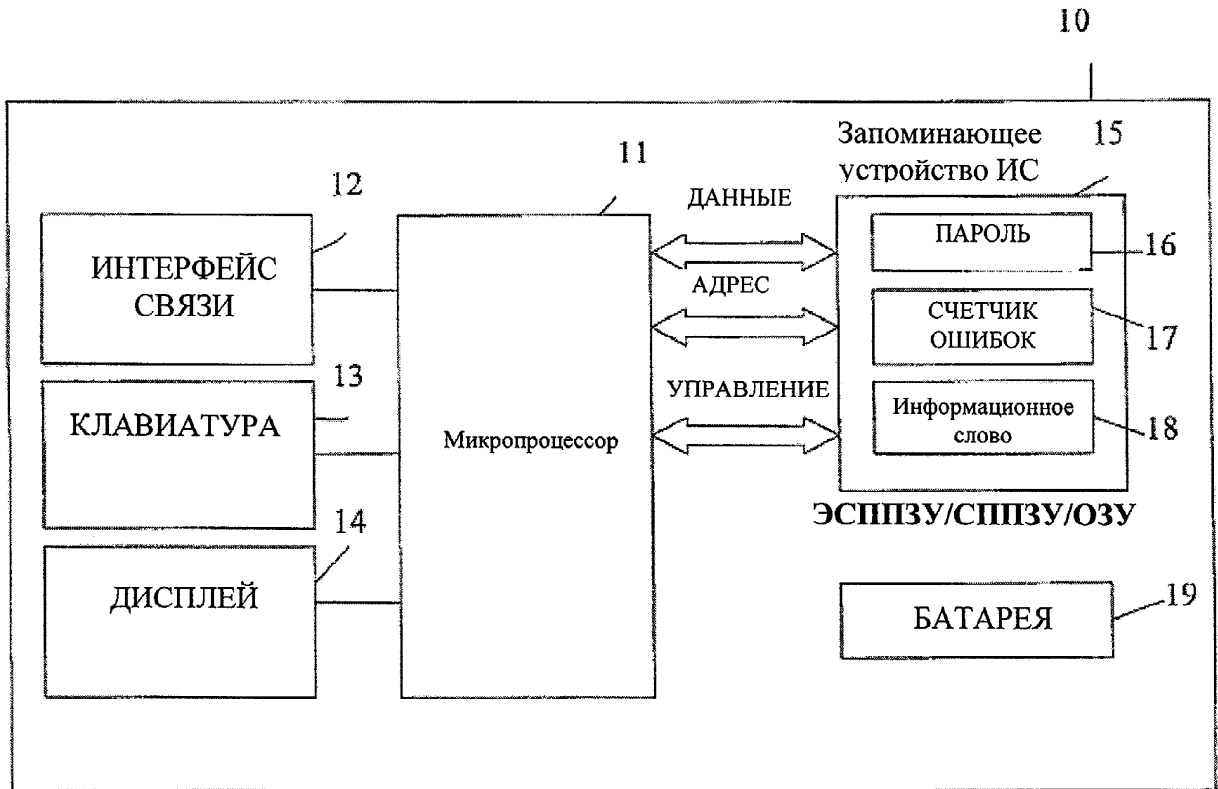 10
Запоминающее
устройство ИС
15
11
12
ДАННЫЕ
ИНТЕРФЕЙС
СВЯЗИ
ПАРОЛЬ
16
АДРЕС
СЧЕТЧИК
ОШИБОК
17
13
КЛАВИАТУРА
УПРАВЛЕНИЕ
Микропроцессор
Информационное
слово
18
ЭСППЗУ/СППЗУ/ОЗУ
14
ДИСПЛЕЙ
БАТАРЕЯ
19